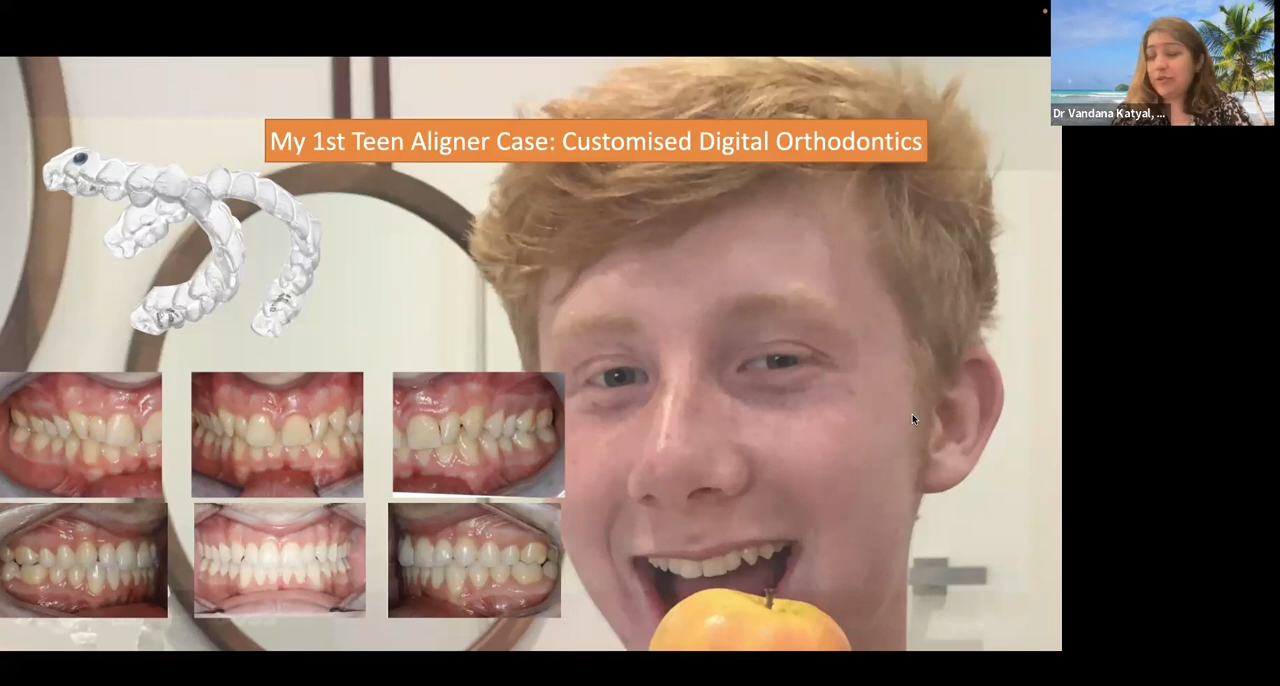 My 1st Teen Aligner Case: Customised Digital Orthodontics
Dr Vandana Katyal, ...